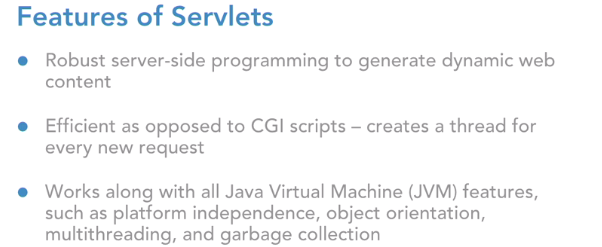 Features of Servlets
● Robust server-side programming to generate dynamic web
content
● Efficient as opposed to CGI scripts – creates a thread for
every new request
● Works along with all Java Virtual Machine (JVM) features,
such as platform independence, object orientation,
multithreading, and garbage collection